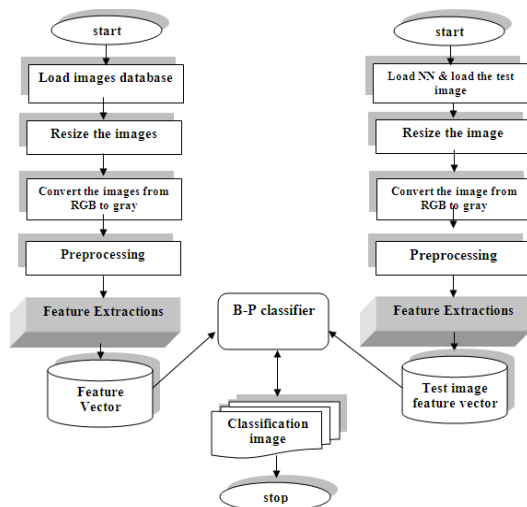 start
Load images database
Resize the images
Convert the images from
RGB to gray
Preprocessing
Feature Extractions
Feature
Vector
B-P classifier
Classification
image
stop
start
Load NN & load the test
image
Resize the image
Convert the image from
RGB to gray
Preprocessing
Feature Extractions
Test image
feature vector